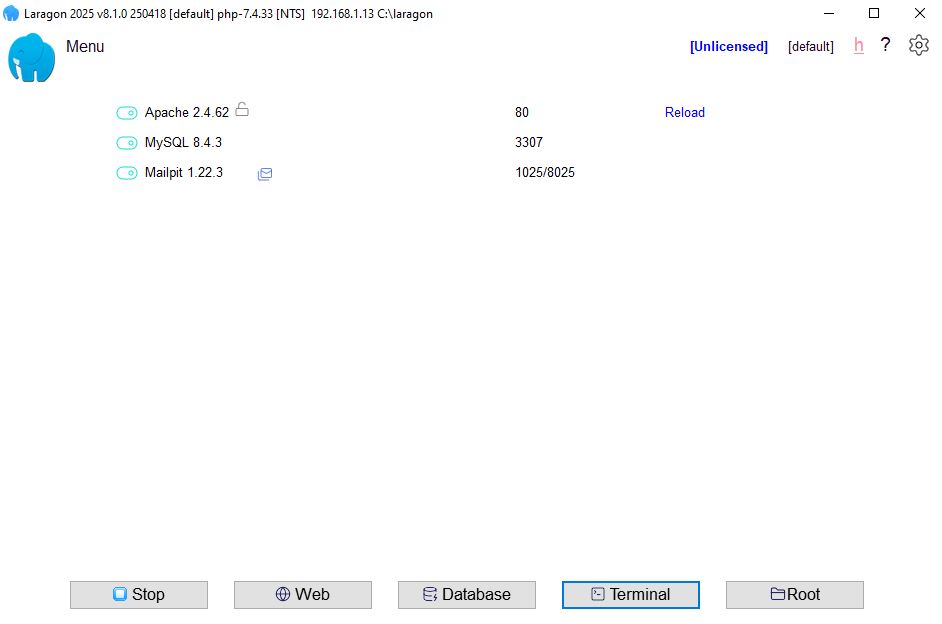 Laragon 2025 v8.1.0 250418 [default] php-7.4.33 [NTS]  192.168.1.13 C:\laragon
Menu [Unlicensed] [default] h ?
Apache 2.4.62 80 Reload
MySQL 8.4.3 3307
Mailpit 1.22.3 1025/8025
Stop Web Database Terminal Root